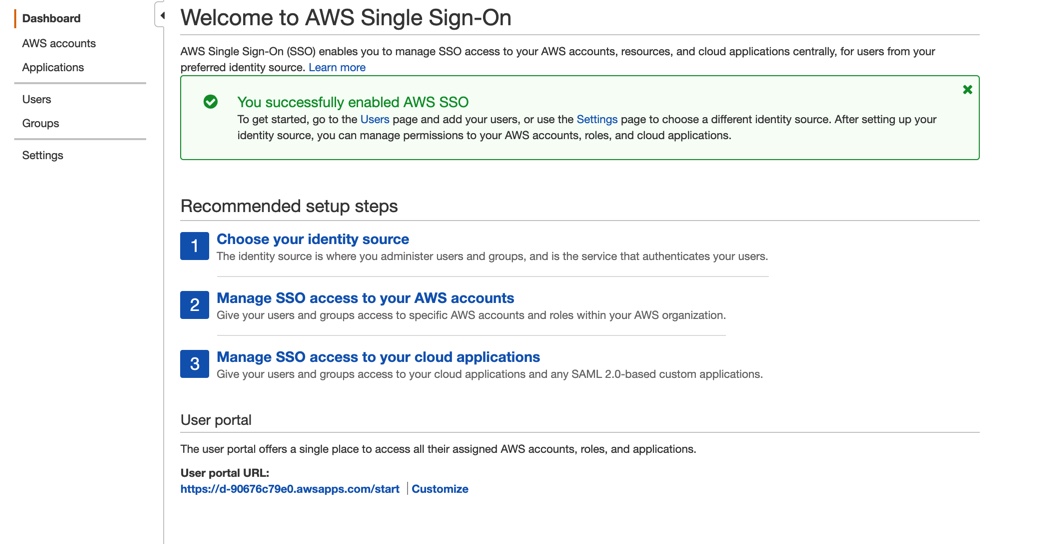 Dashboard
AWS accounts
Applications
Users
Groups
Settings
Welcome to AWS Single Sign-On
AWS Single Sign-On (SSO) enables you to manage SSO access to your AWS accounts, resources, and cloud applications centrally, for users from your
preferred identity source. Learn more
You successfully enabled AWS SSO
To get started, go to the Users page and add your users, or use the Settings page to choose a different identity source. After setting up your
identity source, you can manage permissions to your AWS accounts, roles, and cloud applications.
Recommended setup steps
1 Choose your identity source
The identity source is where you administer users and groups, and is the service that authenticates your users.
2 Manage SSO access to your AWS accounts
Give your users and groups access to specific AWS accounts and roles within your AWS organization.
3 Manage SSO access to your cloud applications
Give your users and groups access to your cloud applications and any SAML 2.0-based custom applications.
User portal
The user portal offers a single place to access all their assigned AWS accounts, roles, and applications.
User portal URL:
https://d-90676c79e0.awsapps.com/start | Customize